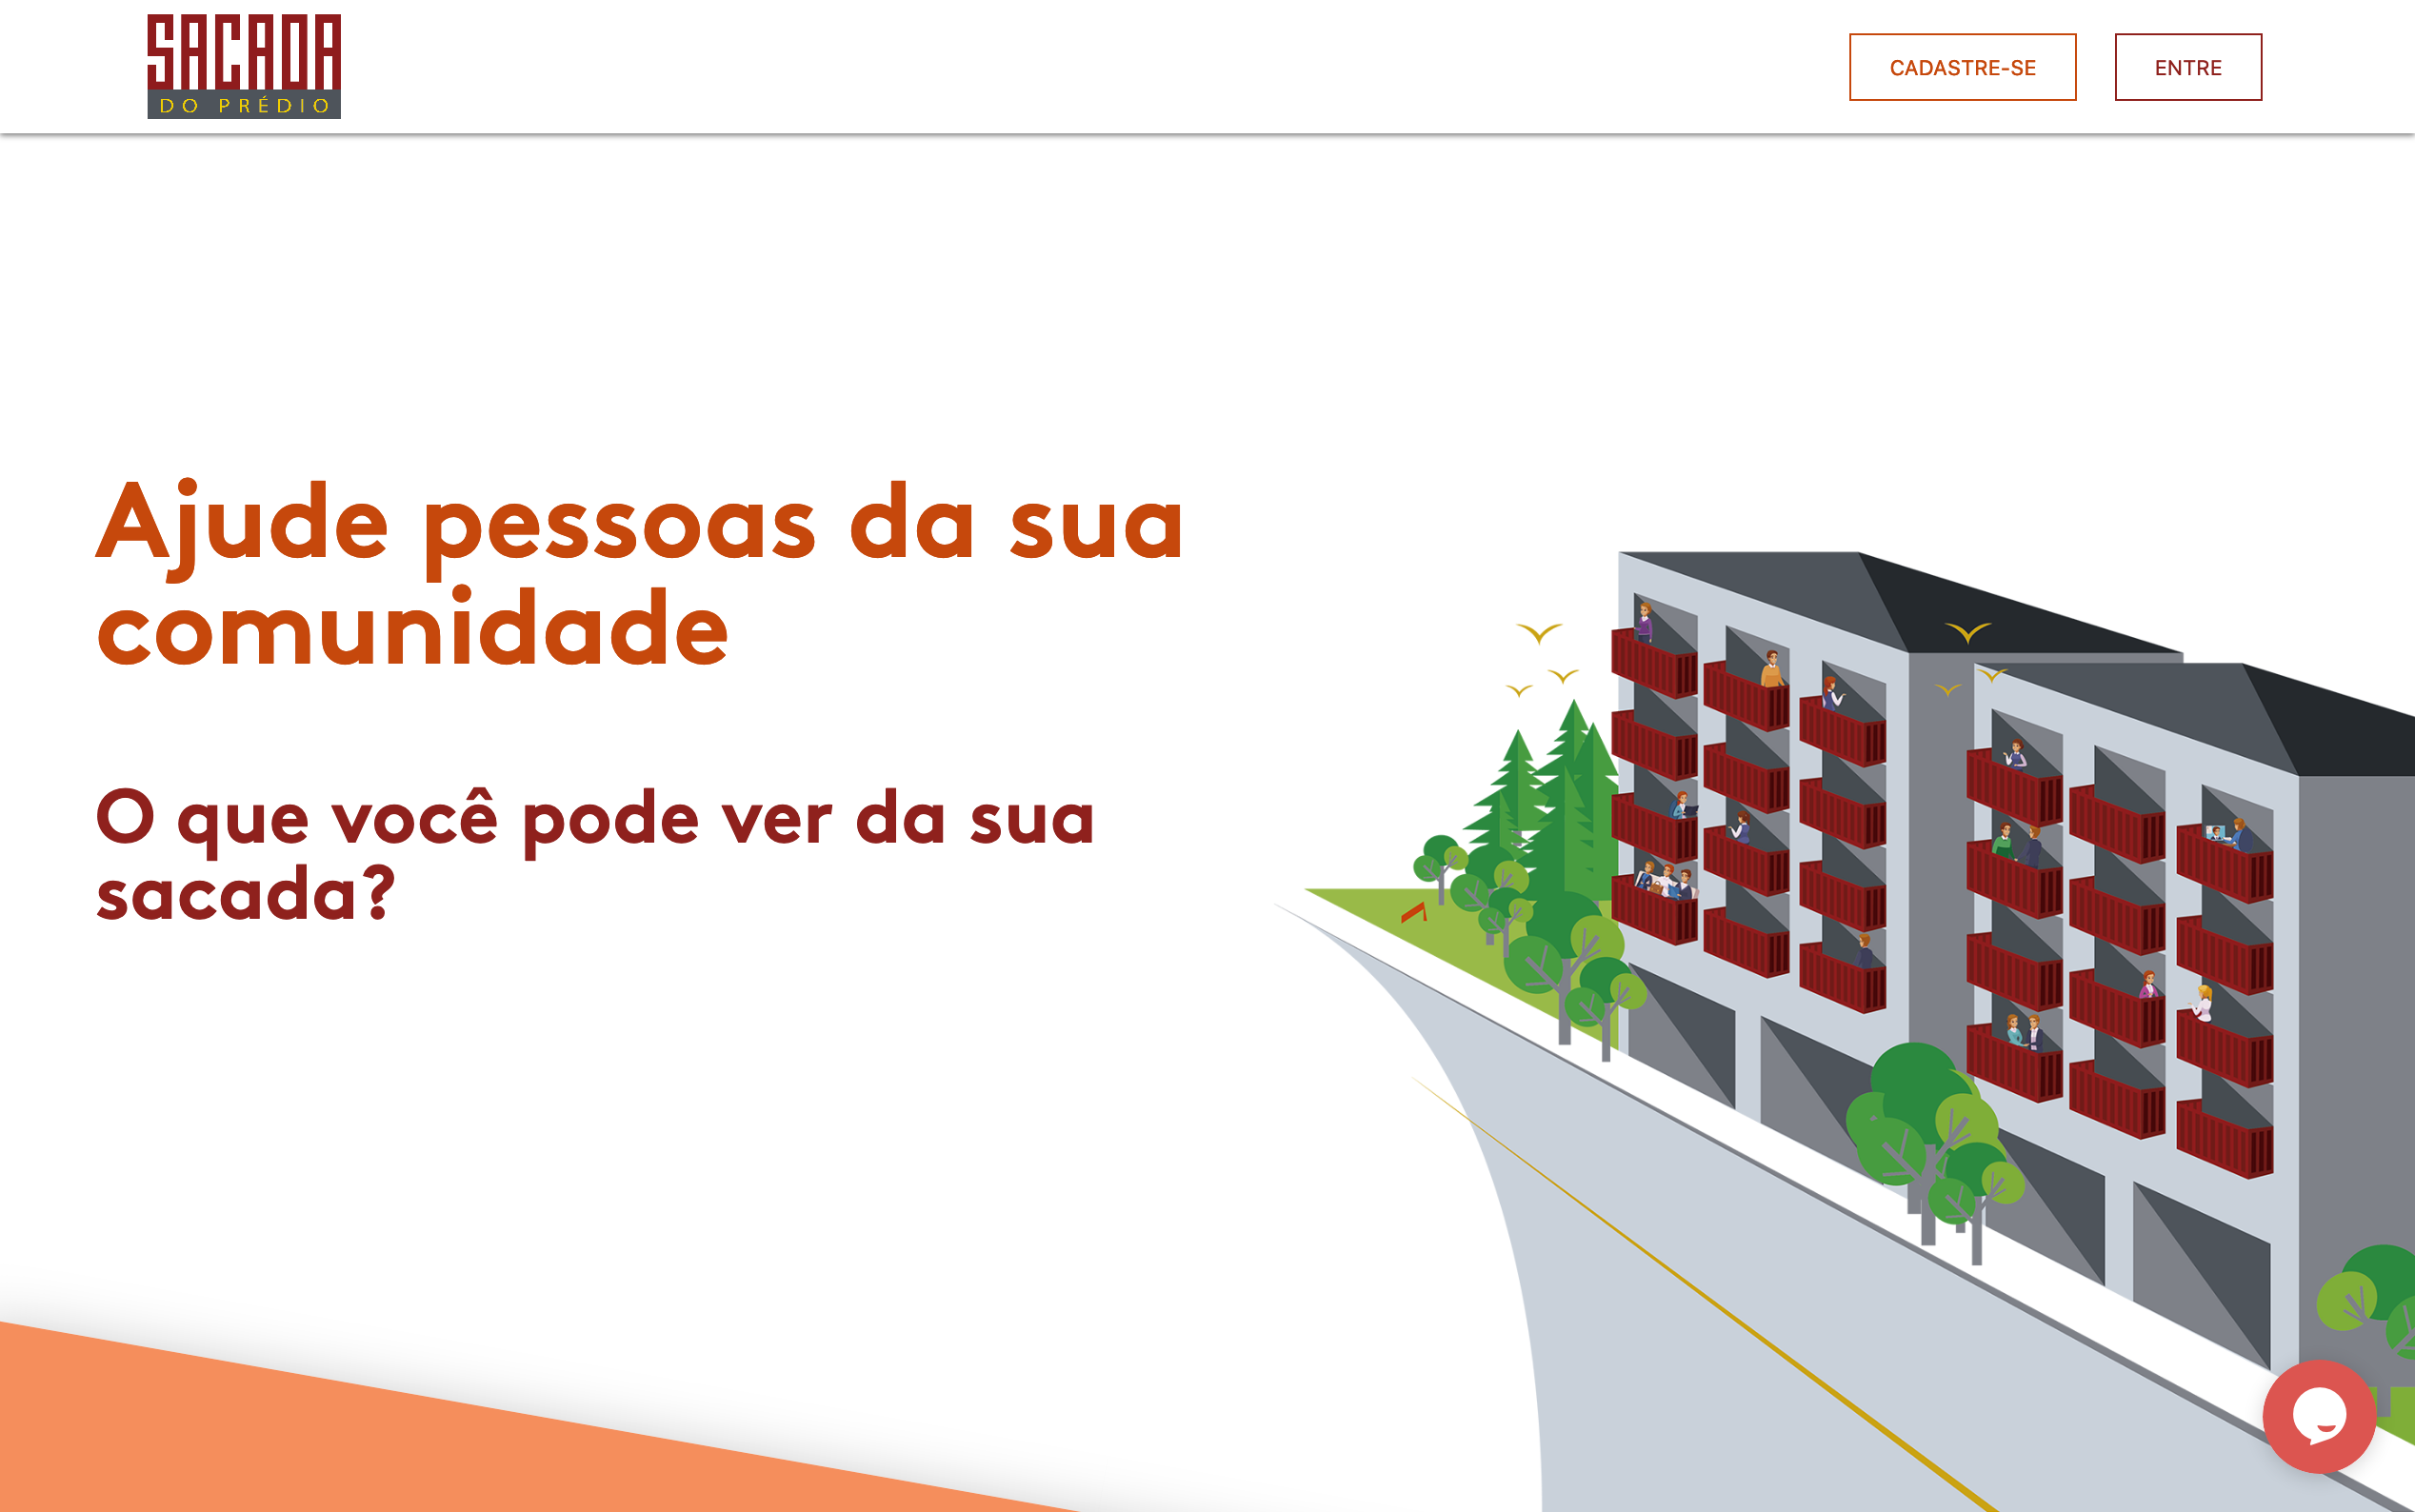 SACADA
DO PRÉDIO
CADASTRE-SE
ENTRE
Ajude pessoas da sua
comunidade
O que você pode ver da sua
sacada?